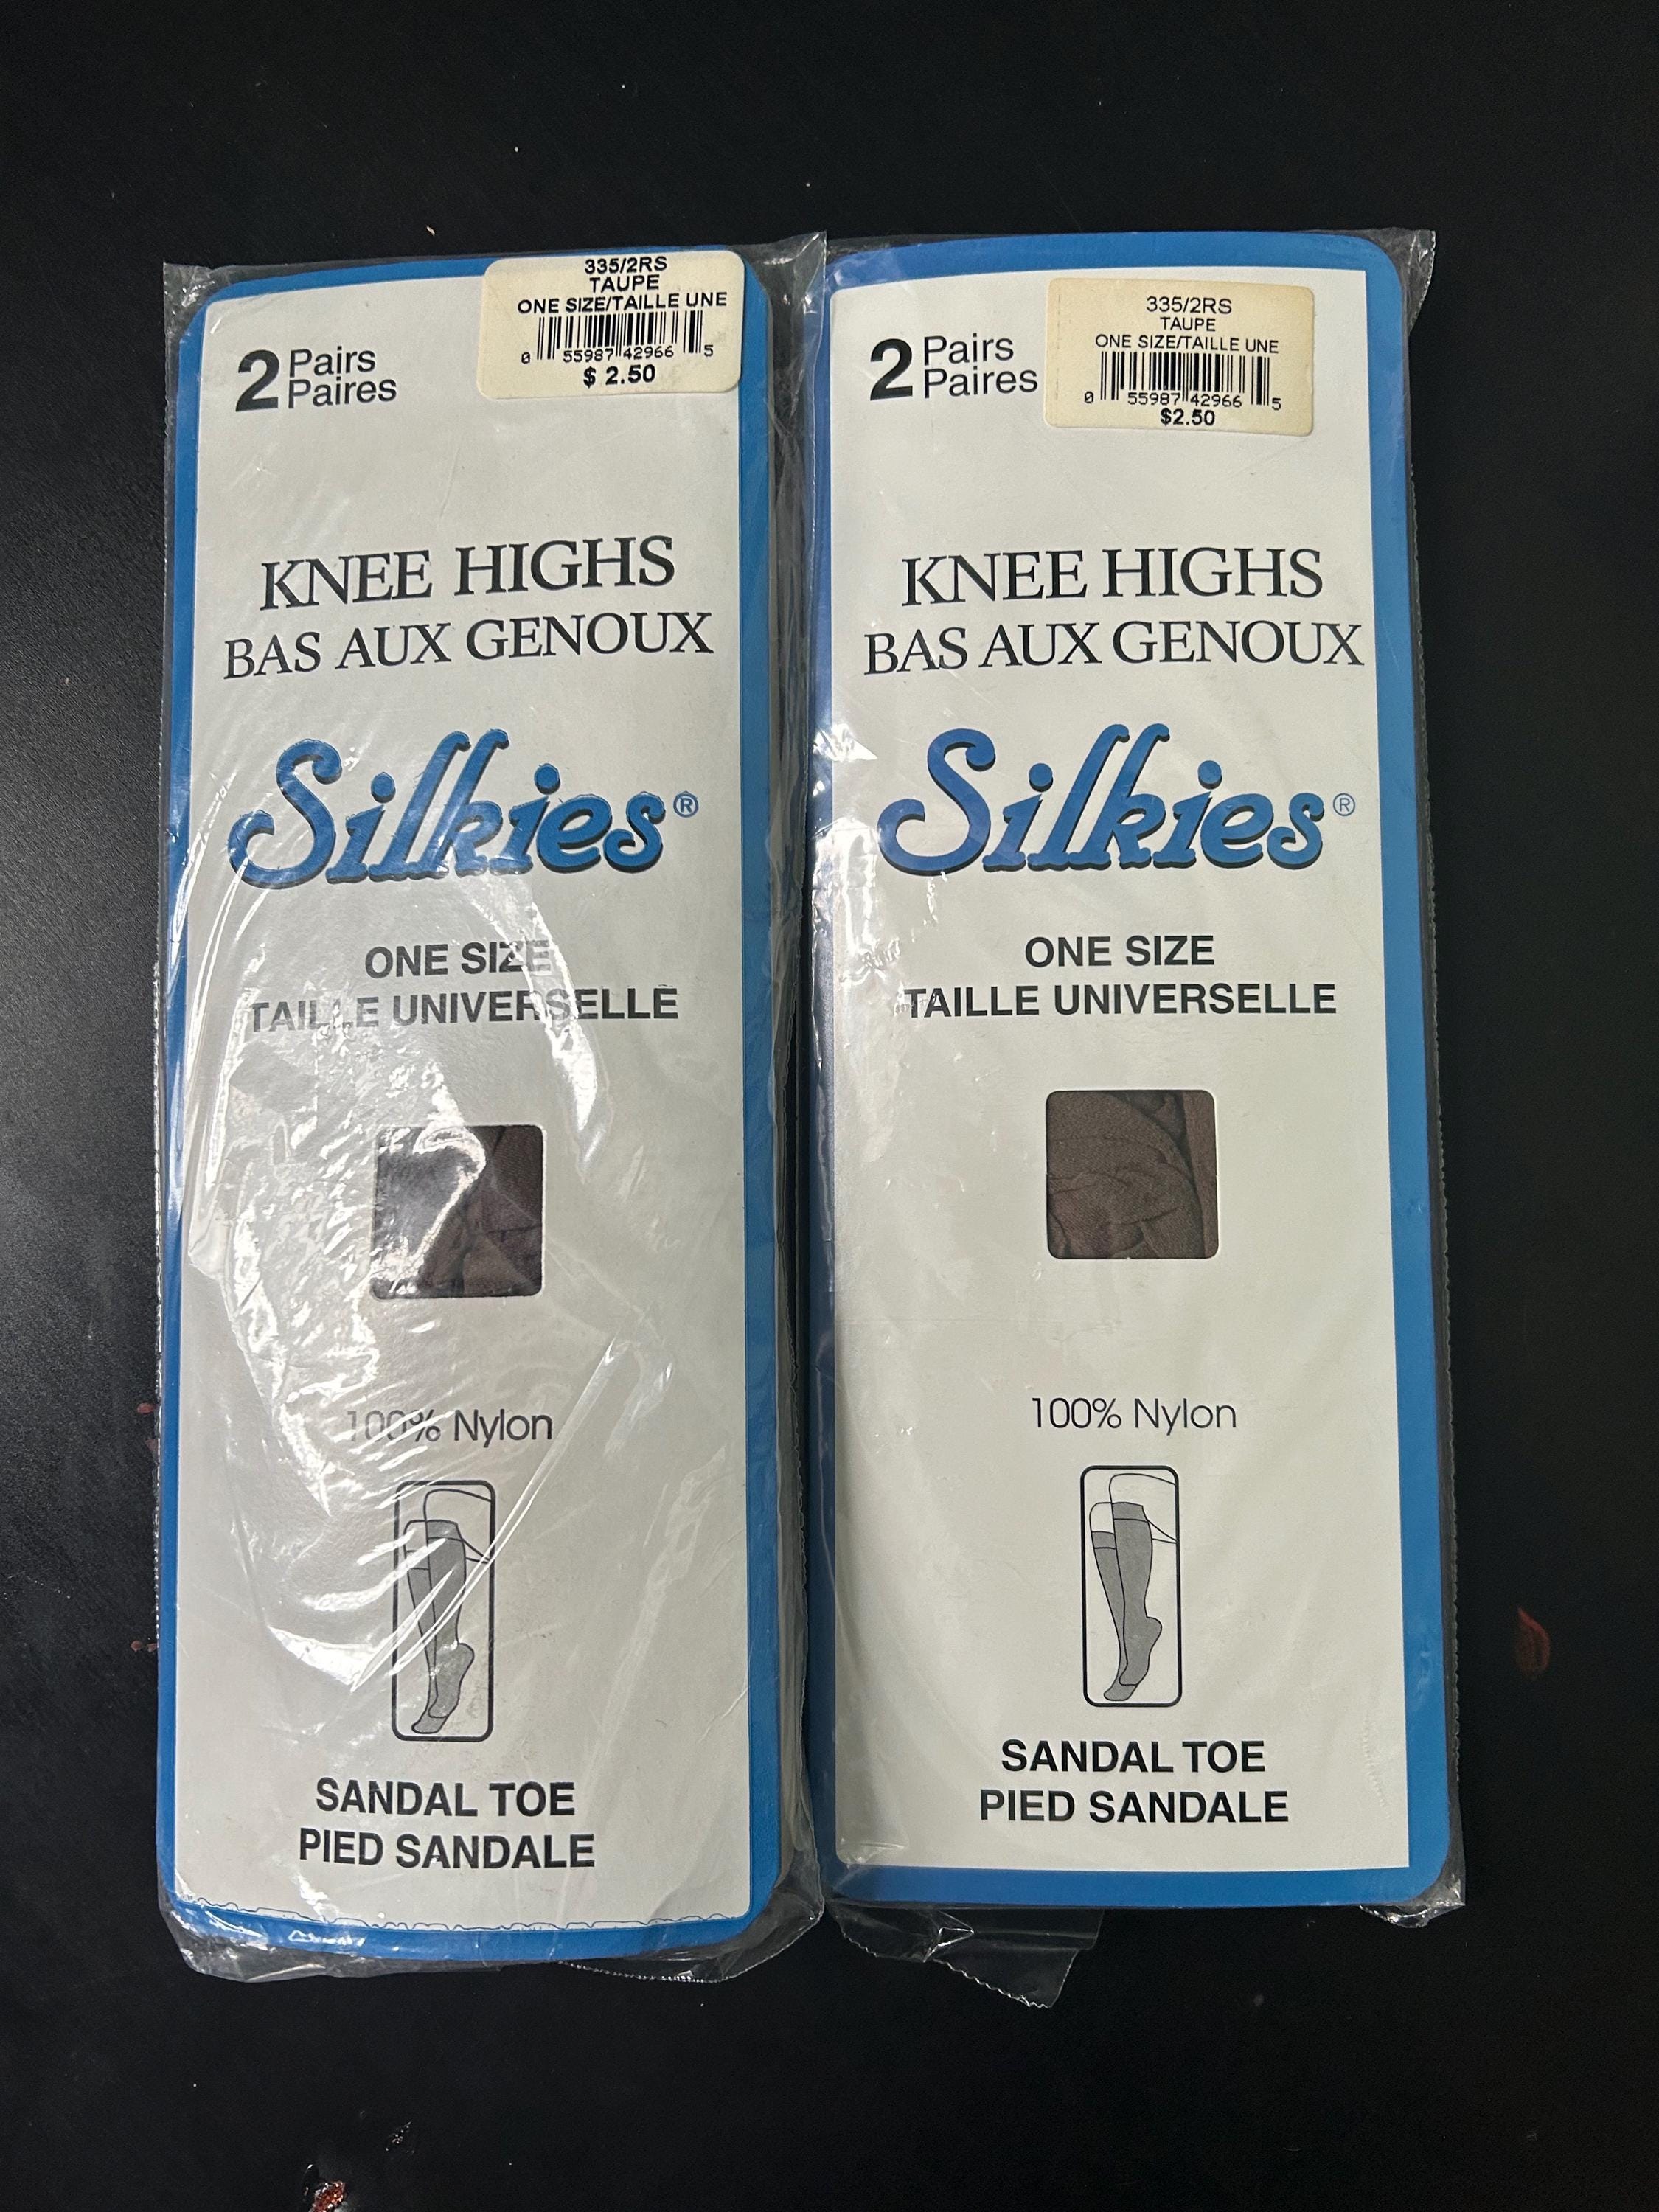 335/2RS
TAUPE
ONE SIZE/TAILLE UNE
0 55987 42966 5
$ 2.50
2 Pairs
Paires
KNEE HIGHS
BAS AUX GENOUX
Silkies®
ONE SIZE
TAILLE UNIVERSELLE
100% Nylon
SANDAL TOE
PIED SANDALE
335/2RS
TAUPE
ONE SIZE/TAILLE UNE
0 55987 42966 5
$2.50
2 Pairs
Paires
KNEE HIGHS
BAS AUX GENOUX
Silkies®
ONE SIZE
TAILLE UNIVERSELLE
100% Nylon
SANDAL TOE
PIED SANDALE